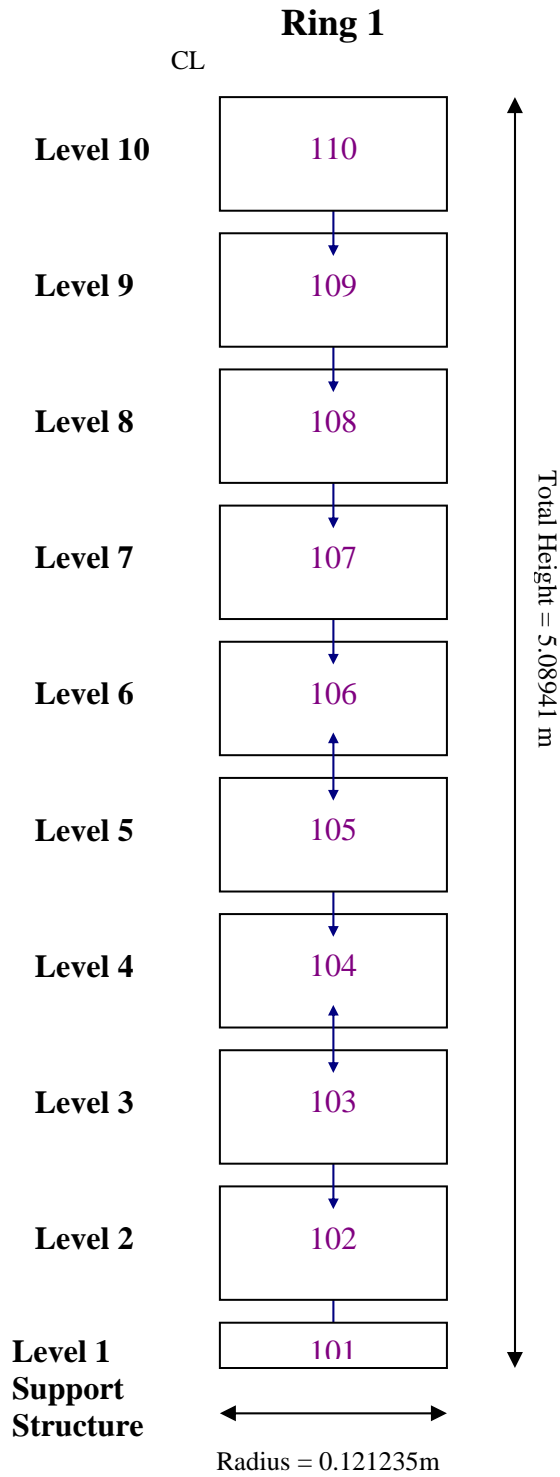 Ring 1
CL
Level 10
110
Level 9
109
Level 8
108
Level 7
107
Level 6
106
Level 5
105
Level 4
104
Level 3
103
Level 2
102
Level 1
Support
Structure
101
Total Height = 5.08941 m
Radius = 0.121235m